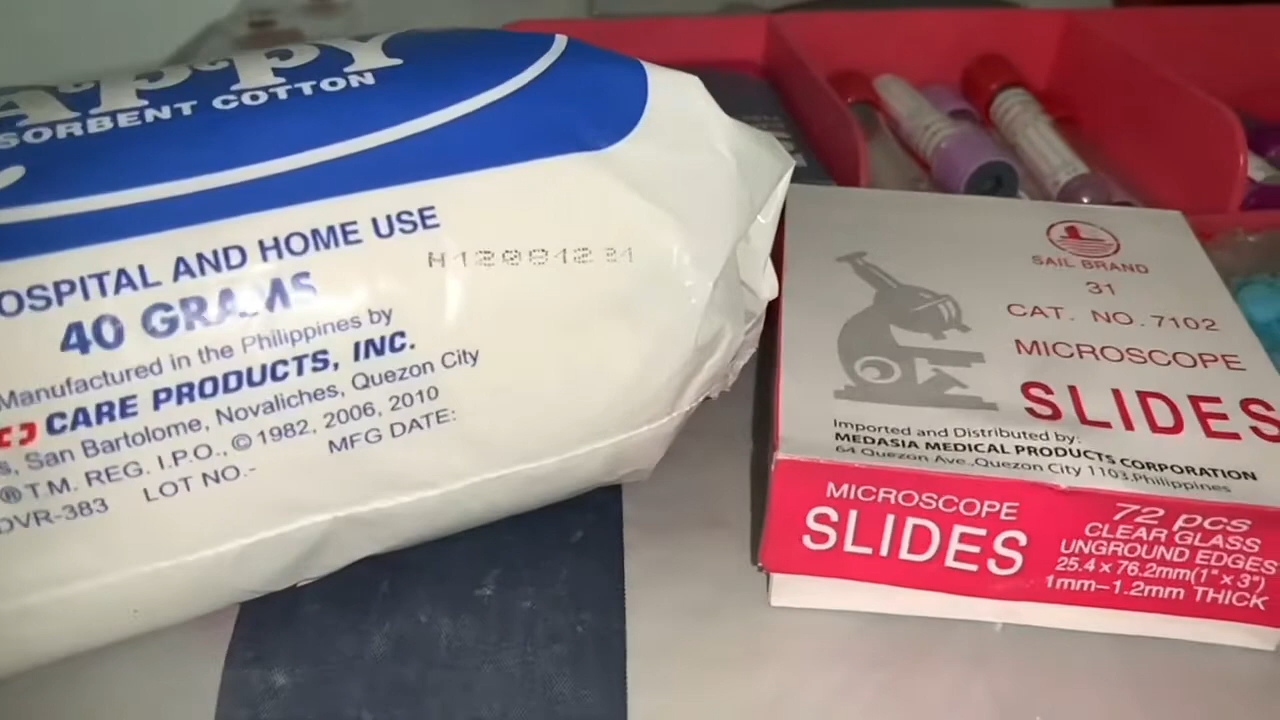 APPY
SORBENT COTTON
OSPITAL AND HOME USE
40 GRAMS
Manufactured in the Philippines by
CARE PRODUCTS, INC.
s, San Bartolome, Novaliches, Quezon City
®T.M. REG. I.P.O., © 1982, 2006, 2010
DVR-383 LOT NO.- MFG DATE:
SAIL BRAND
31
CAT. NO. 7102
MICROSCOPE
SLIDES
Imported and Distributed by:
MEDASIA MEDICAL PRODUCTS CORPORATION
64 Quezon Ave., Quezon City 1103, Philippines
MICROSCOPE
SLIDES
72 pcs
CLEAR GLASS
UNGROUND EDGES
25.4 x 76.2mm(1" x 3")
1mm-1.2mm THICK